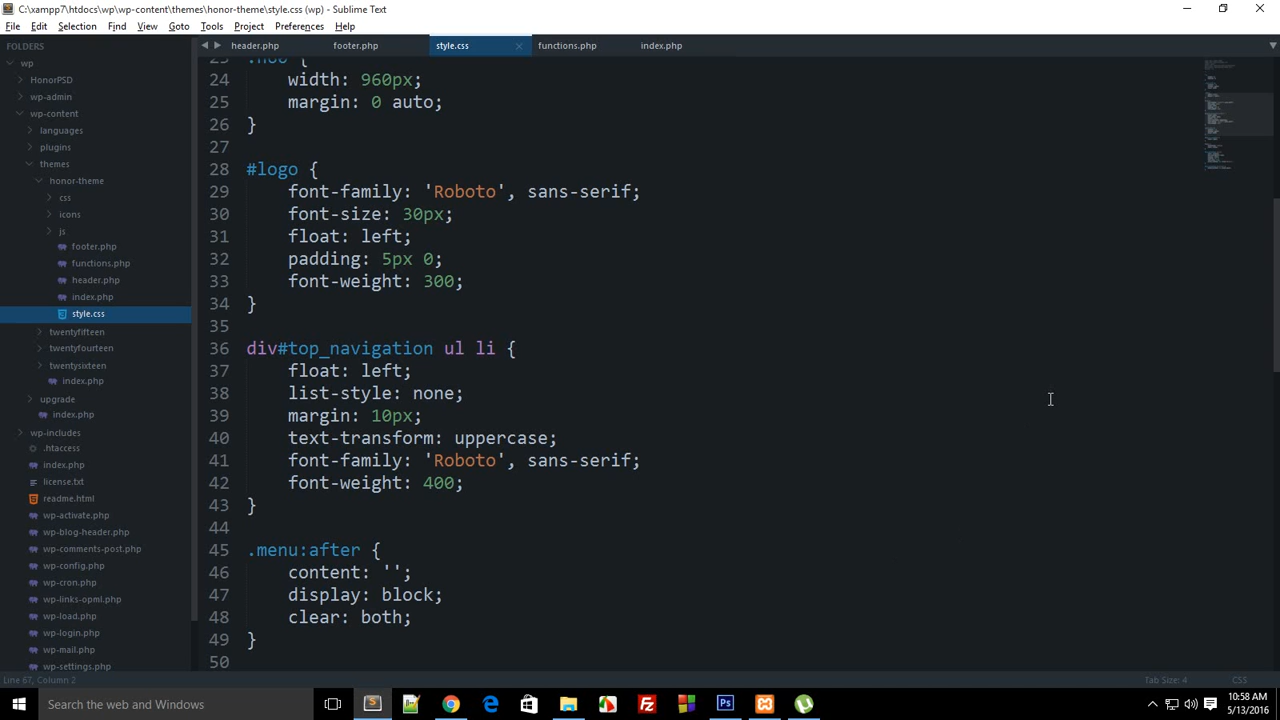 C:\xampp7\htdocs\wp\wp-content\themes\honor-theme\style.css (wp) - Sublime Text
File Edit Selection Find View Goto Tools Project Preferences Help
FOLDERS
wp
HonorPSD
wp-admin
wp-content
languages
plugins
themes
honor-theme
css
icons
js
footer.php
functions.php
header.php
index.php
style.css
twentyfifteen
twentyfourteen
twentysixteen
index.php
upgrade
index.php
wp-includes
.htaccess
index.php
license.txt
readme.html
wp-activate.php
wp-blog-header.php
wp-comments-post.php
wp-config.php
wp-cron.php
wp-links-opml.php
wp-load.php
wp-login.php
wp-mail.php
wp-settings.php
header.php footer.php style.css functions.php index.php
24 width: 960px;
25 margin: 0 auto;
26 }
27
28 #logo {
29 font-family: 'Roboto', sans-serif;
30 font-size: 30px;
31 float: left;
32 padding: 5px 0;
33 font-weight: 300;
34 }
35
36 div#top_navigation ul li {
37 float: left;
38 list-style: none;
39 margin: 10px;
40 text-transform: uppercase;
41 font-family: 'Roboto', sans-serif;
42 font-weight: 400;
43 }
44
45 .menu:after {
46 content: '';
47 display: block;
48 clear: both;
49 }
50
Line 67, Column 2 Tab Size: 4 CSS
Search the web and Windows
10:58 AM
5/13/2016